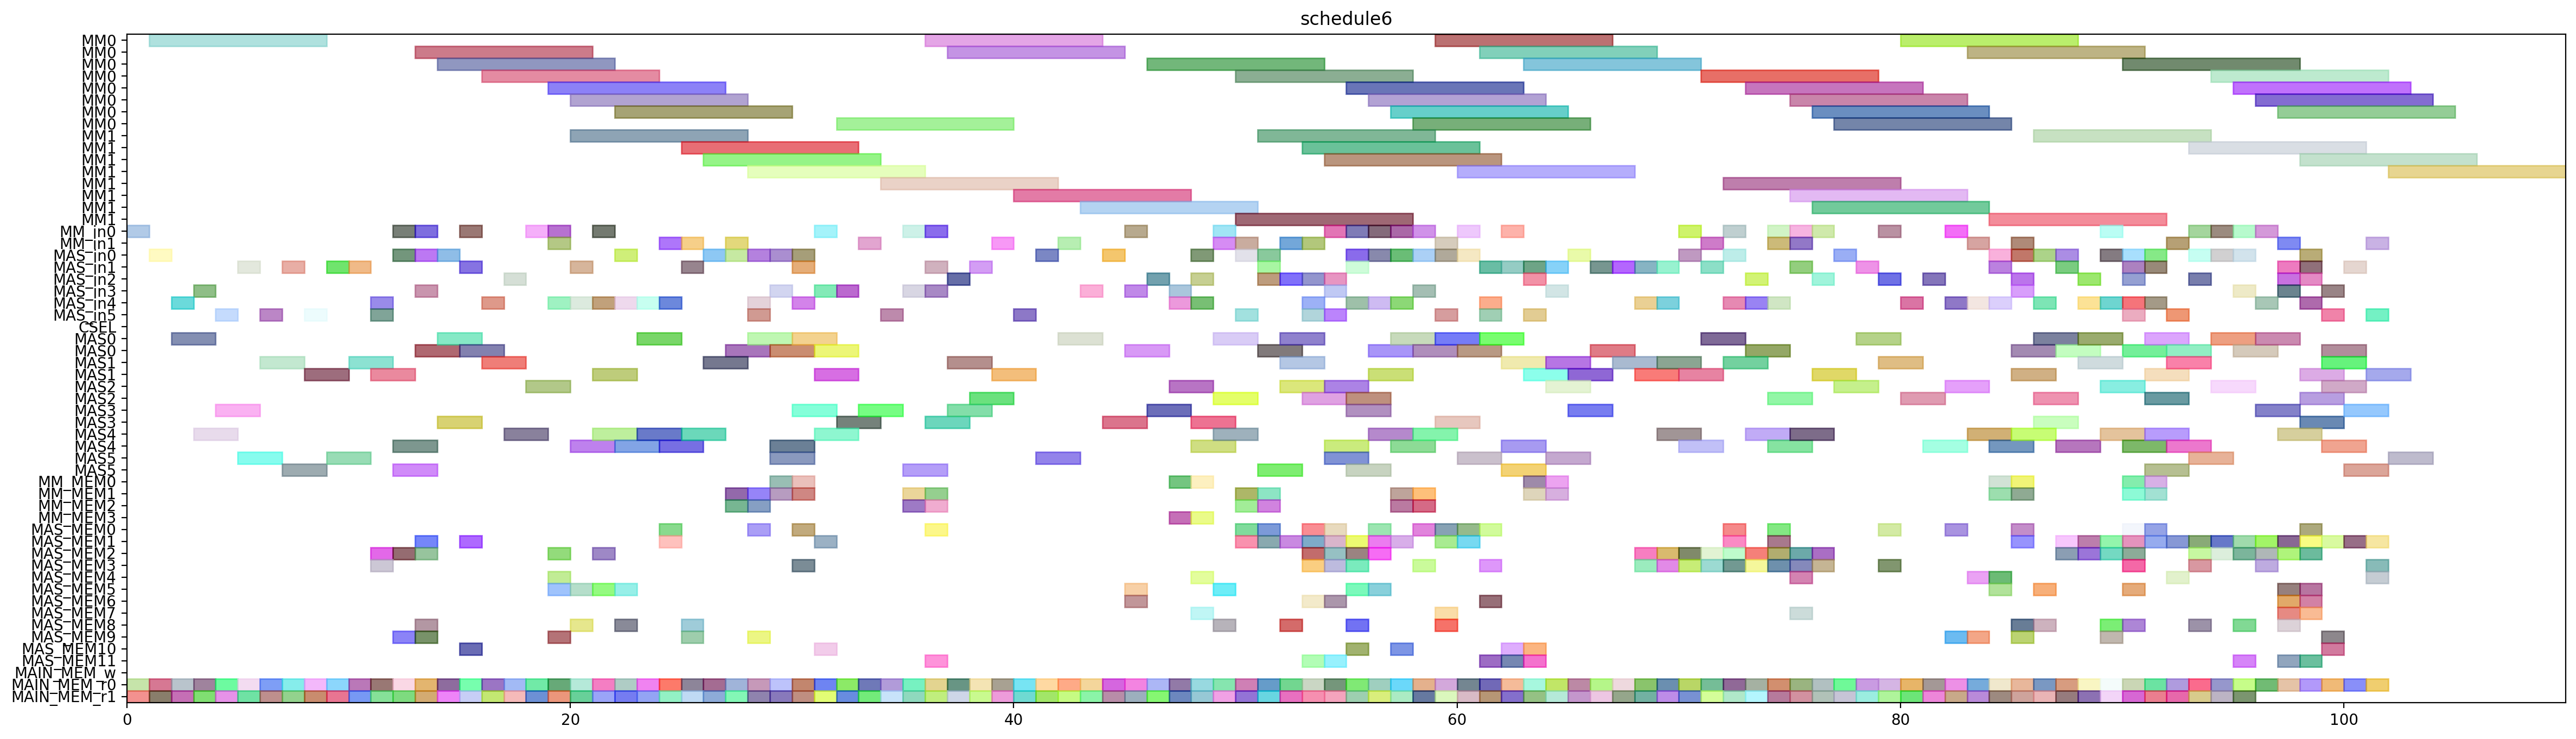 schedule6
MM0
MM0
MM0
MM0
MM0
MM0
MM0
MM0
MM1
MM1
MM1
MM1
MM1
MM1
MM1
MM1
MM_in0
MM_in1
MAS_in0
MAS_in1
MAS_in2
MAS_in3
MAS_in4
MAS_in5
CSEL
MAS0
MAS0
MAS1
MAS1
MAS2
MAS2
MAS3
MAS3
MAS4
MAS4
MAS5
MAS5
MM_MEM0
MM_MEM1
MM_MEM2
MM_MEM3
MAS_MEM0
MAS_MEM1
MAS_MEM2
MAS_MEM3
MAS_MEM4
MAS_MEM5
MAS_MEM6
MAS_MEM7
MAS_MEM8
MAS_MEM9
MAS_MEM10
MAS_MEM11
MAIN_MEM_w
MAIN_MEM_r0
MAIN_MEM_r1
0 20 40 60 80 100